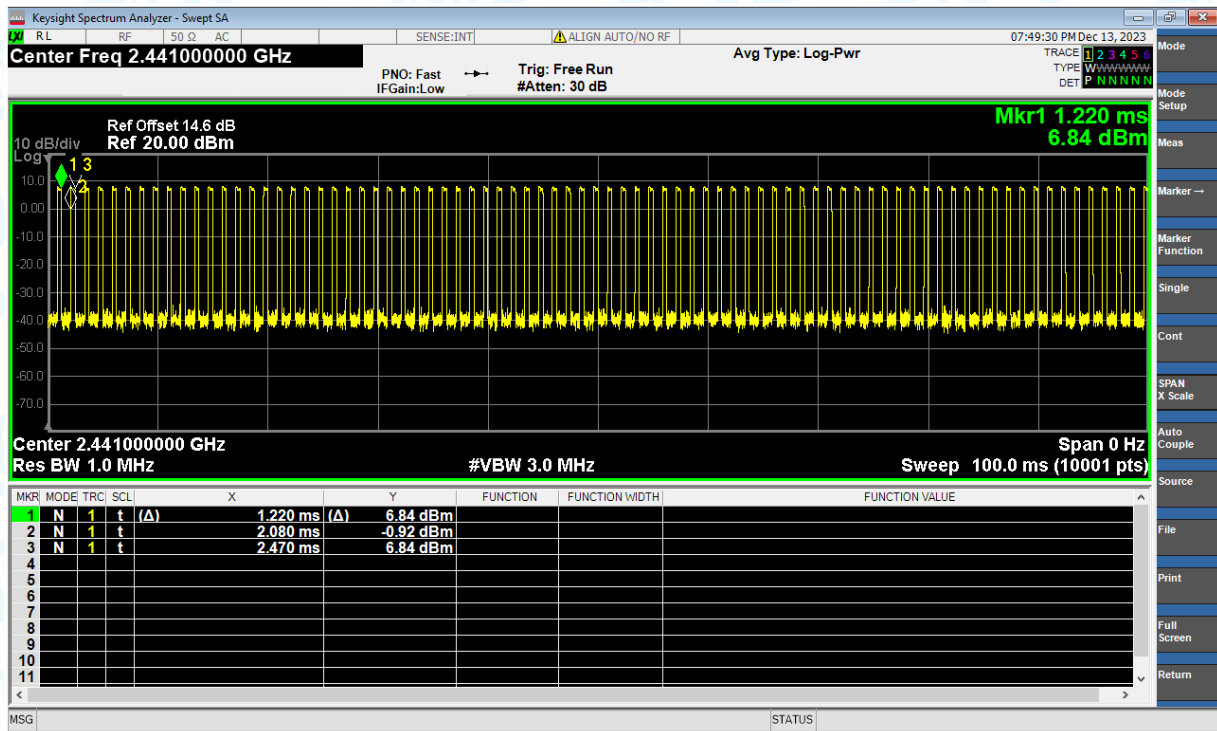 Keysight Spectrum Analyzer - Swept SA
LXI RL RF 50 Ω AC SENSE:INT ALIGN AUTO/NO RF 07:49:30 PM Dec 13, 2023
Center Freq 2.441000000 GHz
Avg Type: Log-Pwr
TRACE 1 2 3 4 5 6
TYPE WWWWWW
DET P N N N N N
PNO: Fast
IFGain:Low
Trig: Free Run
#Atten: 30 dB
Mkr1 1.220 ms
6.84 dBm
Ref Offset 14.6 dB
10 dB/div Ref 20.00 dBm
Log
1 3
2
10.0
0.00
-10.0
-20.0
-30.0
-40.0
-50.0
-60.0
-70.0
Center 2.441000000 GHz Span 0 Hz
Res BW 1.0 MHz #VBW 3.0 MHz Sweep 100.0 ms (10001 pts)
MKR MODE TRC SCL X Y FUNCTION FUNCTION WIDTH FUNCTION VALUE
1 N 1 t (Δ) 1.220 ms (Δ) 6.84 dBm
2 N 1 t 2.080 ms -0.92 dBm
3 N 1 t 2.470 ms 6.84 dBm
4
5
6
7
8
9
10
11
MSG STATUS
Mode
Mode
Setup
Meas
Marker→
Marker
Function
Single
Cont
SPAN
X Scale
Auto
Couple
Source
File
Print
Full
Screen
Return